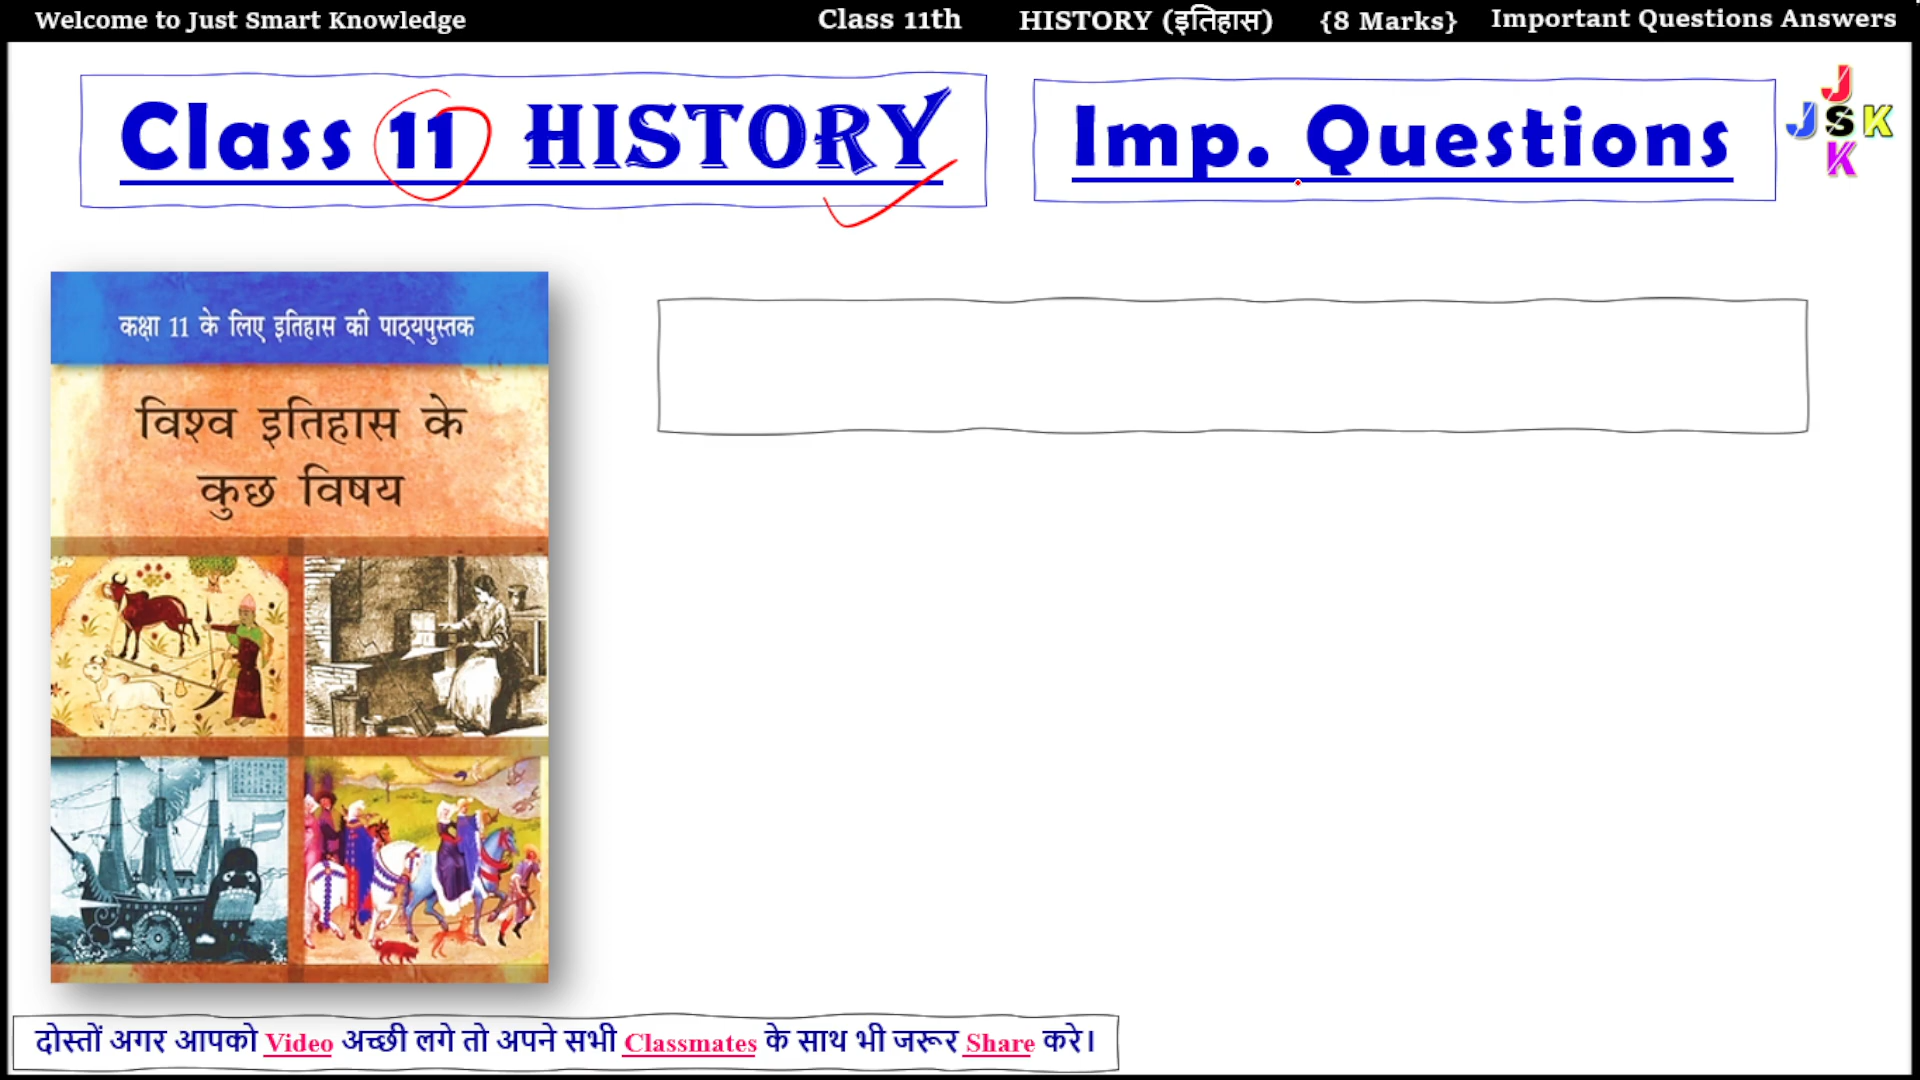 Welcome to Just Smart Knowledge Class 11th HISTORY (इतिहास) {8 Marks} Important Questions Answers
Class 11 HISTORY Imp. Questions
J
J S K
K
कक्षा 11 के लिए इतिहास की पाठ्यपुस्तक
विश्व इतिहास के
कुछ विषय
दोस्तों अगर आपको Video अच्छी लगे तो अपने सभी Classmates के साथ भी जरूर Share करे।